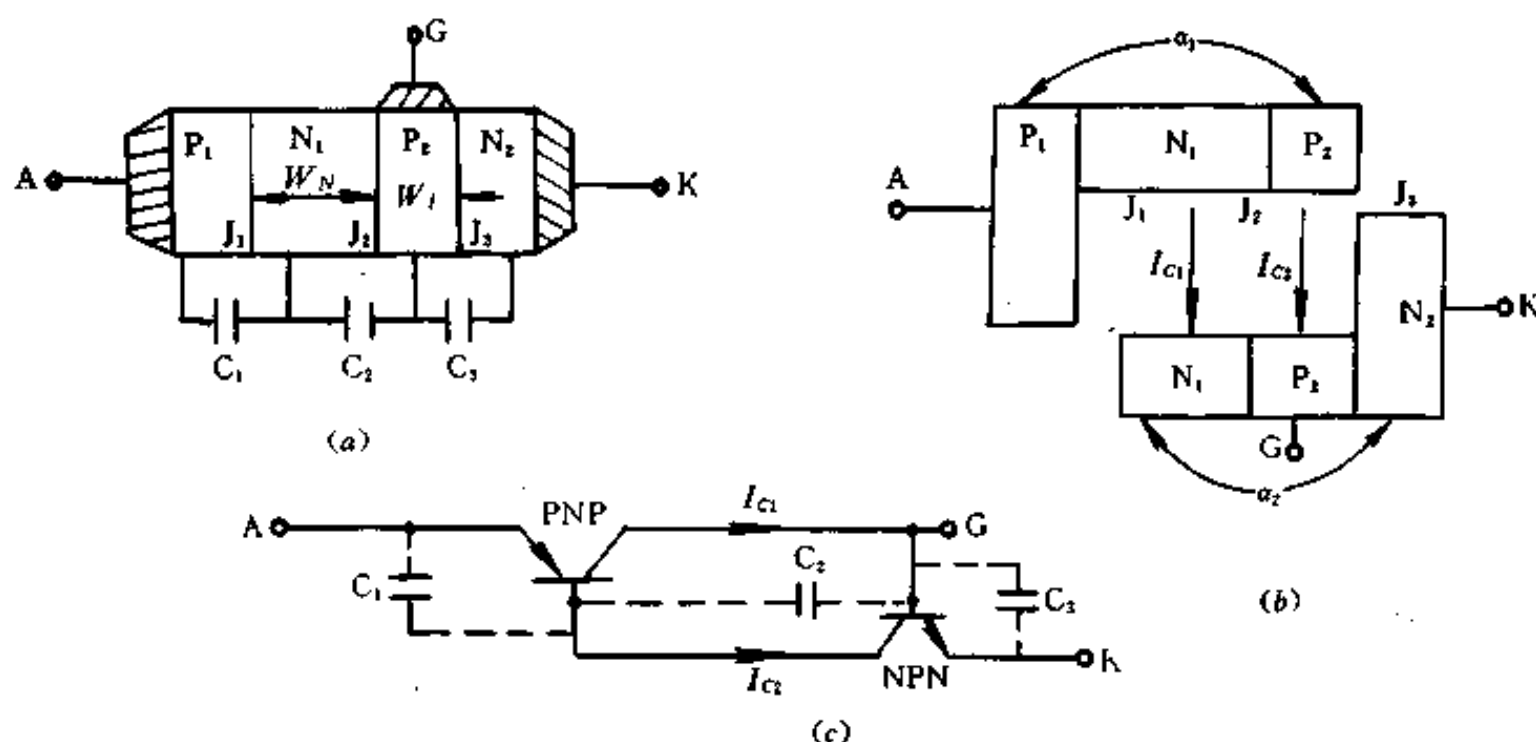 G
P₁ N₁ P₂ N₂
A W_N W_J K
J₁ J₂ J₃
C₁ C₂ C₃
(a)
α₁
P₁ N₁ P₂
A
J₁ J₂ J₃
I_C1 I_C2
N₂ K
N₁ P₂
G
α₂
(b)
A PNP I_C1 G
C₁ C₂ C₃
I_C2 NPN K
(c)